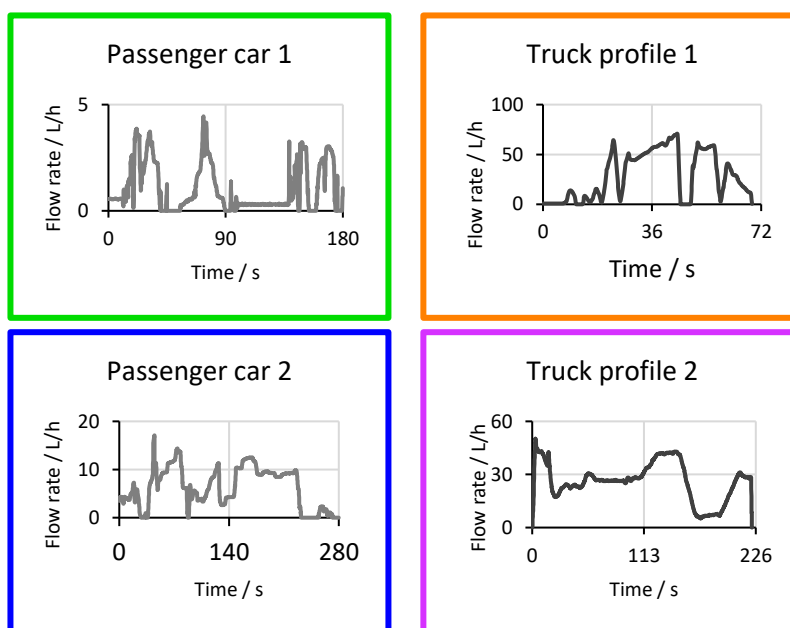 Passenger car 1
Flow rate / L/h
5
0
0 90 180
Time / s
Truck profile 1
Flow rate / L/h
100
50
0
0 36 72
Time / s
Passenger car 2
Flow rate / L/h
20
10
0
0 140 280
Time / s
Truck profile 2
Flow rate / L/h
60
30
0
0 113 226
Time / s